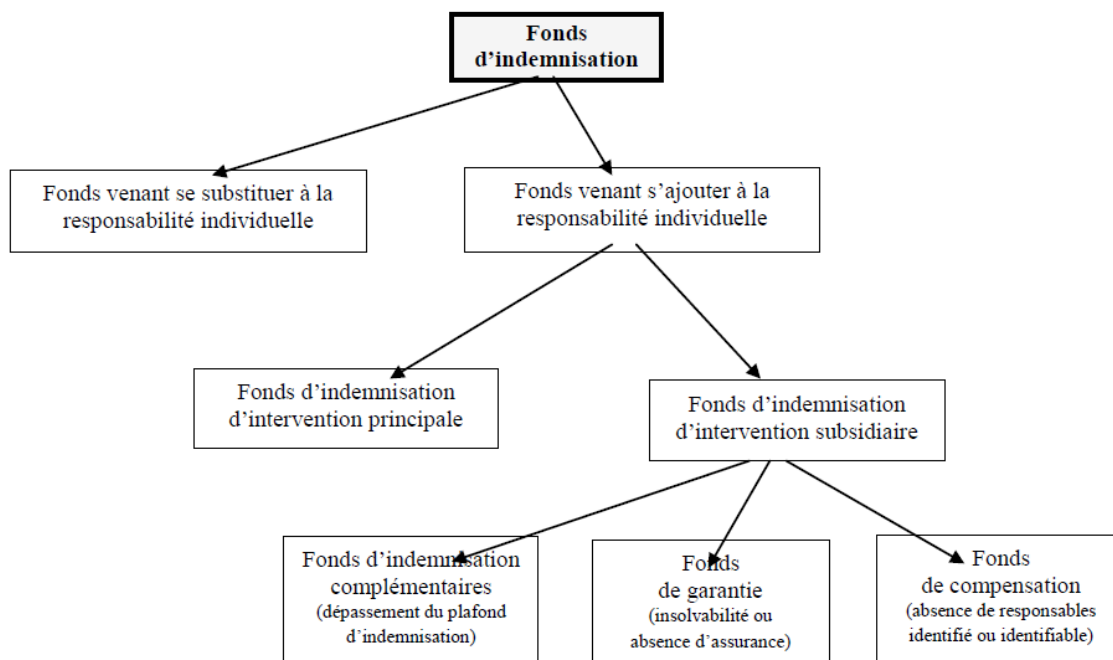 Fonds
d’indemnisation
Fonds venant se substituer à la
responsabilité individuelle
Fonds venant s’ajouter à la
responsabilité individuelle
Fonds d’indemnisation
d’intervention principale
Fonds d’indemnisation
d’intervention subsidiaire
Fonds d’indemnisation
complémentaires
(dépassement du plafond
d’indemnisation)
Fonds
de garantie
(insolvabilité ou
absence d’assurance)
Fonds
de compensation
(absence de responsables
identifié ou identifiable)